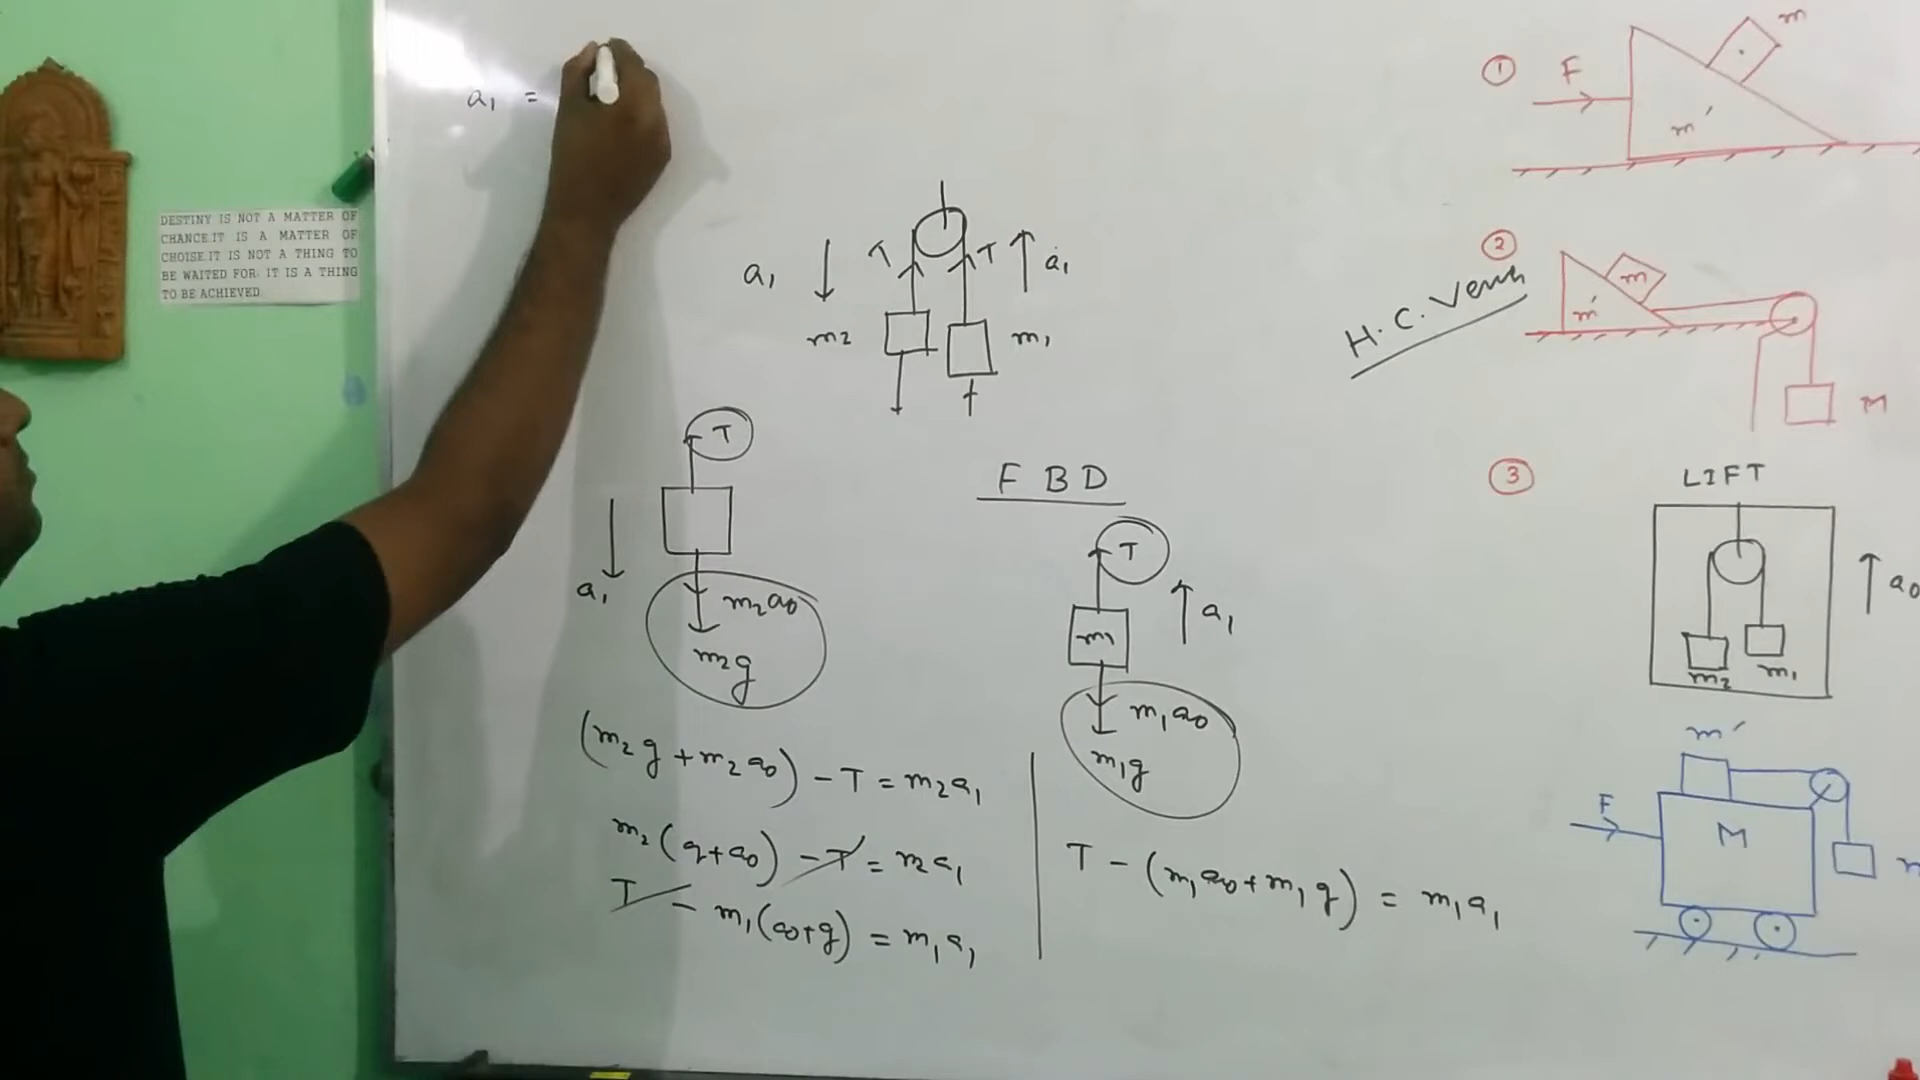 a₁ =
DESTINY IS NOT A MATTER OF
CHANCE.IT IS A MATTER OF
CHOISE.IT IS NOT A THING TO
BE WAITED FOR. IT IS A THING
TO BE ACHIEVED
a₁
T
T
a₁
m₂
m₁
T
a₁
m₂a₀
m₂g
F B D
T
m₁
a₁
m₁a₀
m₁g
(m₂g + m₂a₀) - T = m₂a₁
m₂(g+a₀) - T = m₂a₁
T - m₁(a₀+g) = m₁a₁
T - (m₁a₀ + m₁g) = m₁a₁
1
F
m
m'
2
H.C. Verma
m
m'
M
3
LIFT
a₀
m₂
m₁
m'
F
M